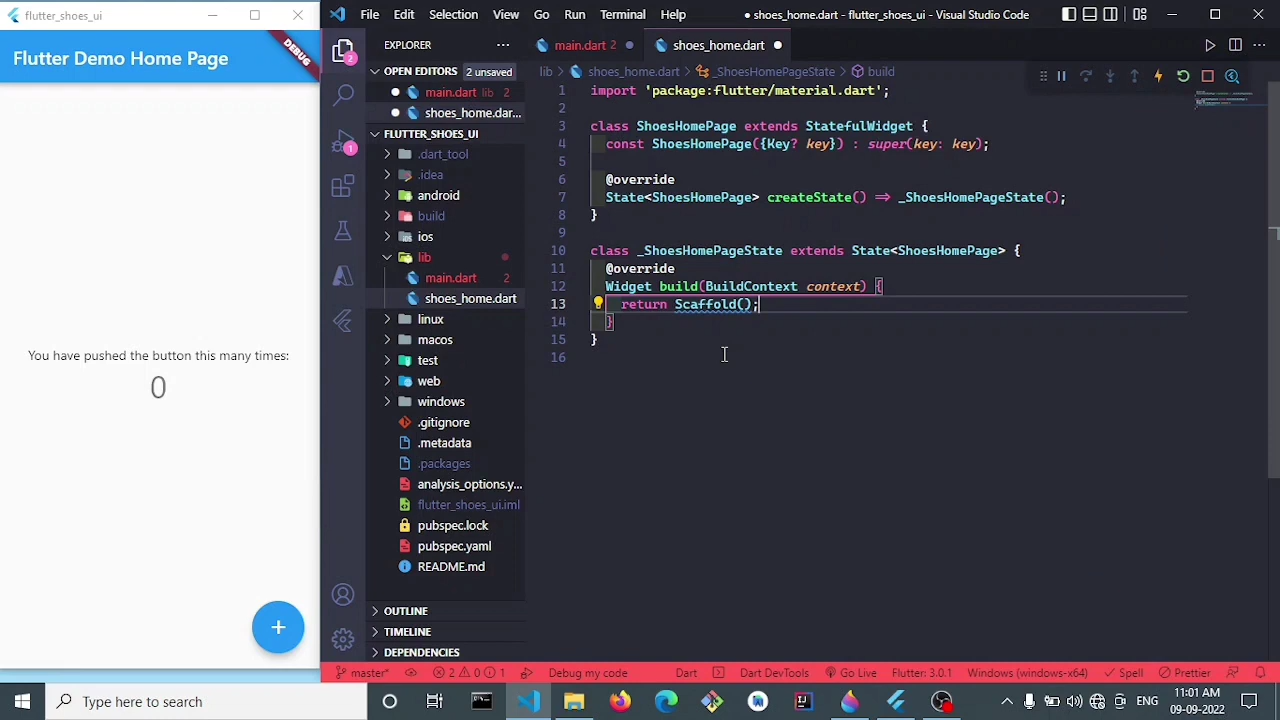 flutter_shoes_ui
Flutter Demo Home Page
DEBUG
You have pushed the button this many times:
0
+
File Edit Selection View Go Run Terminal Help
● shoes_home.dart - flutter_shoes_ui - Visual Studio Code
EXPLORER
OPEN EDITORS 2 unsaved
main.dart lib 2
shoes_home.dar...
FLUTTER_SHOES_UI
.dart_tool
.idea
android
build
ios
lib
main.dart 2
shoes_home.dart
linux
macos
test
web
windows
.gitignore
.metadata
.packages
analysis_options.y...
flutter_shoes_ui.iml
pubspec.lock
pubspec.yaml
README.md
OUTLINE
TIMELINE
DEPENDENCIES
2
1
main.dart 2 ●
shoes_home.dart ●
lib > shoes_home.dart > _ShoesHomePageState > build
1 import 'package:flutter/material.dart';
2
3 class ShoesHomePage extends StatefulWidget {
4 const ShoesHomePage({Key? key}) : super(key: key);
5
6 @override
7 State<ShoesHomePage> createState() => _ShoesHomePageState();
8 }
9
10 class _ShoesHomePageState extends State<ShoesHomePage> {
11 @override
12 Widget build(BuildContext context) {
13 return Scaffold();
14 }
15 }
16
master* 2 0 1 Debug my code Dart Dart DevTools Go Live Flutter: 3.0.1 Windows (windows-x64) Spell Prettier
Type here to search
ENG
11:01 AM
09-09-2022